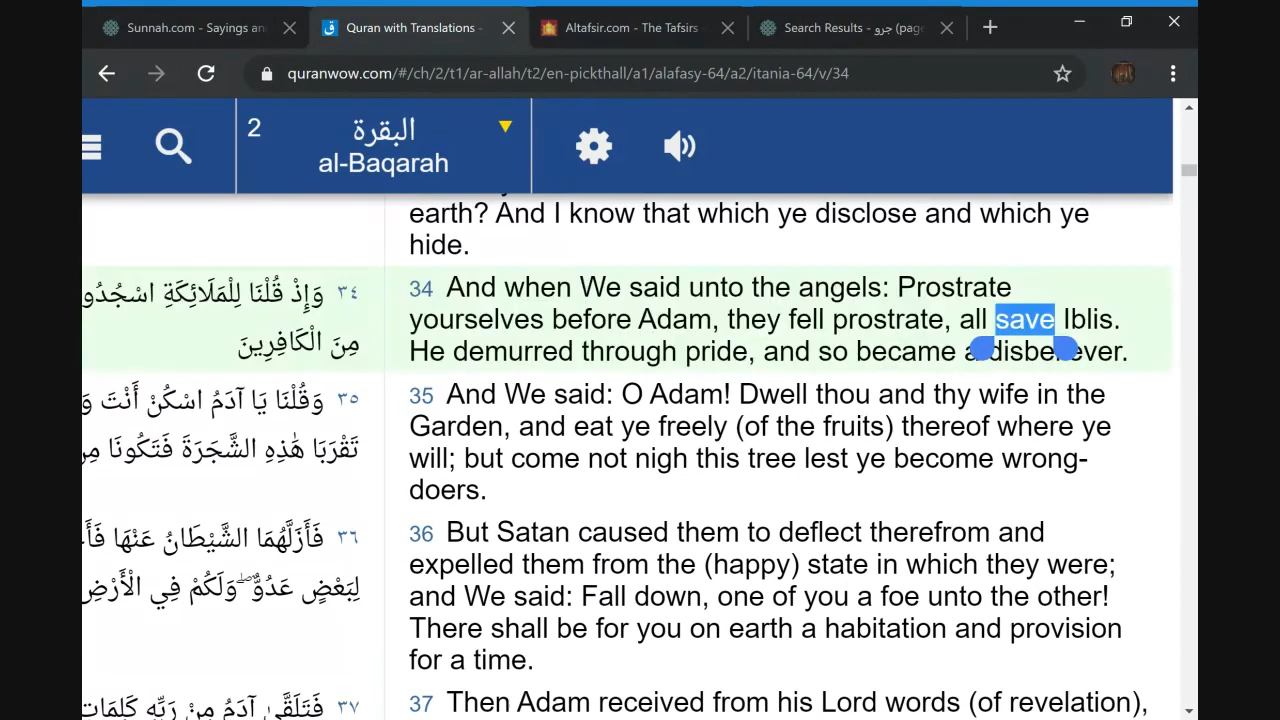 Sunnah.com - Sayings an
Quran with Translations -
Altafsir.com - The Tafsirs
Search Results - جرو (page
quranwow.com/#/ch/2/t1/ar-allah/t2/en-pickthall/a1/alafasy-64/a2/itania-64/v/34
2
البقرة
al-Baqarah
earth? And I know that which ye disclose and which ye
hide.
٣٤ وَإِذْ قُلْنَا لِلْمَلَائِكَةِ اسْجُدُو
مِنَ الْكَافِرِينَ
34 And when We said unto the angels: Prostrate
yourselves before Adam, they fell prostrate, all save Iblis.
He demurred through pride, and so became a disbeliever.
٣٥ وَقُلْنَا يَا آدَمُ اسْكُنْ أَنْتَ وَ
تَقْرَبَا هَٰذِهِ الشَّجَرَةَ فَتَكُونَا مِن
35 And We said: O Adam! Dwell thou and thy wife in the
Garden, and eat ye freely (of the fruits) thereof where ye
will; but come not nigh this tree lest ye become wrong-
doers.
٣٦ فَأَزَلَّهُمَا الشَّيْطَانُ عَنْهَا فَأَ
لِبَعْضٍ عَدُوٌّ ۖ وَلَكُمْ فِي الْأَرْضِ
36 But Satan caused them to deflect therefrom and
expelled them from the (happy) state in which they were;
and We said: Fall down, one of you a foe unto the other!
There shall be for you on earth a habitation and provision
for a time.
٣٧ فَتَلَقَّىٰ آدَمُ مِنْ رَبِّهِ كَلِمَاتٍ
37 Then Adam received from his Lord words (of revelation),